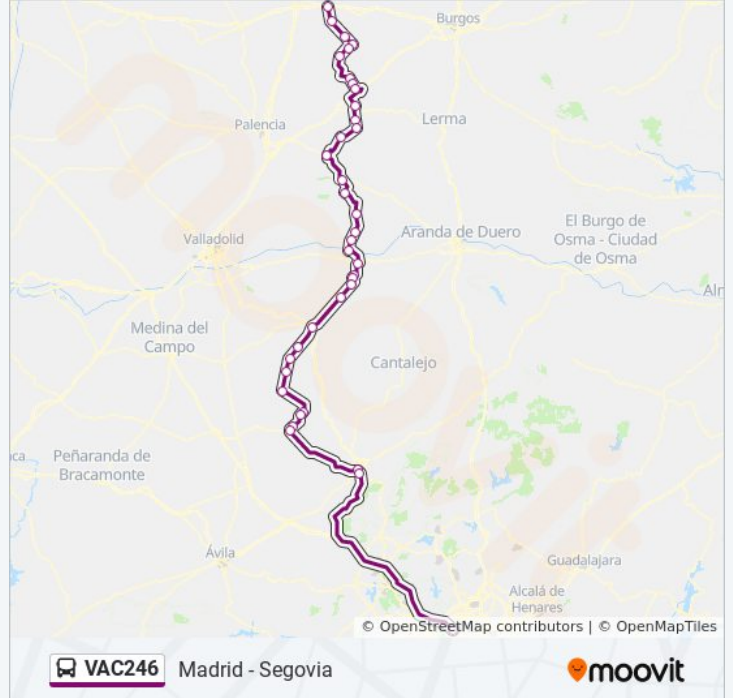 Burgos
Palencia
Lerma
Valladolid
Aranda de Duero
El Burgo de
Osma - Ciudad
de Osma
Medina del
Campo
Cantalejo
Peñaranda de
Bracamonte
Ávila
Guadalajara
Alcalá de
Henares
© OpenStreetMap contributors | © OpenMapTiles
VAC246 Madrid - Segovia
moovit
moovit